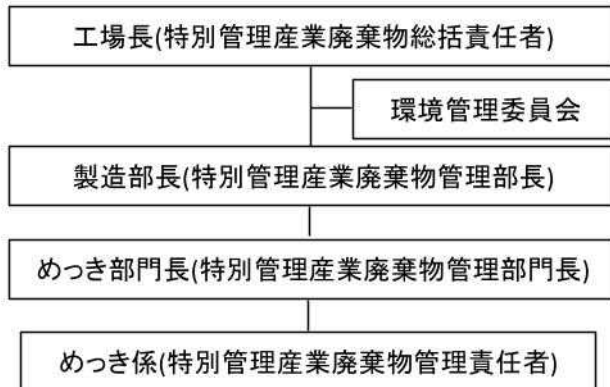 工場長(特別管理産業廃棄物総括責任者)
環境管理委員会
製造部長(特別管理産業廃棄物管理部長)
めっき部門長(特別管理産業廃棄物管理部門長)
めっき係(特別管理産業廃棄物管理責任者)